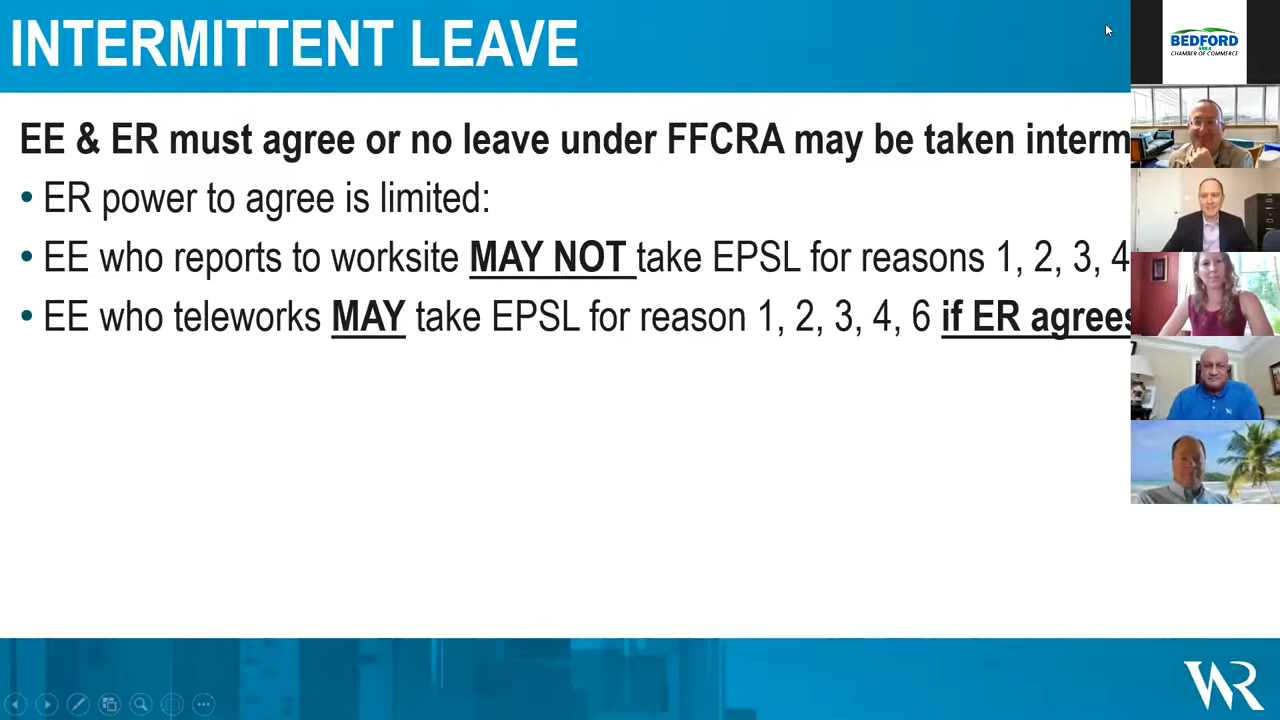 INTERMITTENT LEAVE
EE & ER must agree or no leave under FFCRA may be taken interm
• ER power to agree is limited:
• EE who reports to worksite MAY NOT take EPSL for reasons 1, 2, 3, 4
• EE who teleworks MAY take EPSL for reason 1, 2, 3, 4, 6 if ER agrees
BEDFORD
AREA
CHAMBER OF COMMERCE
WR